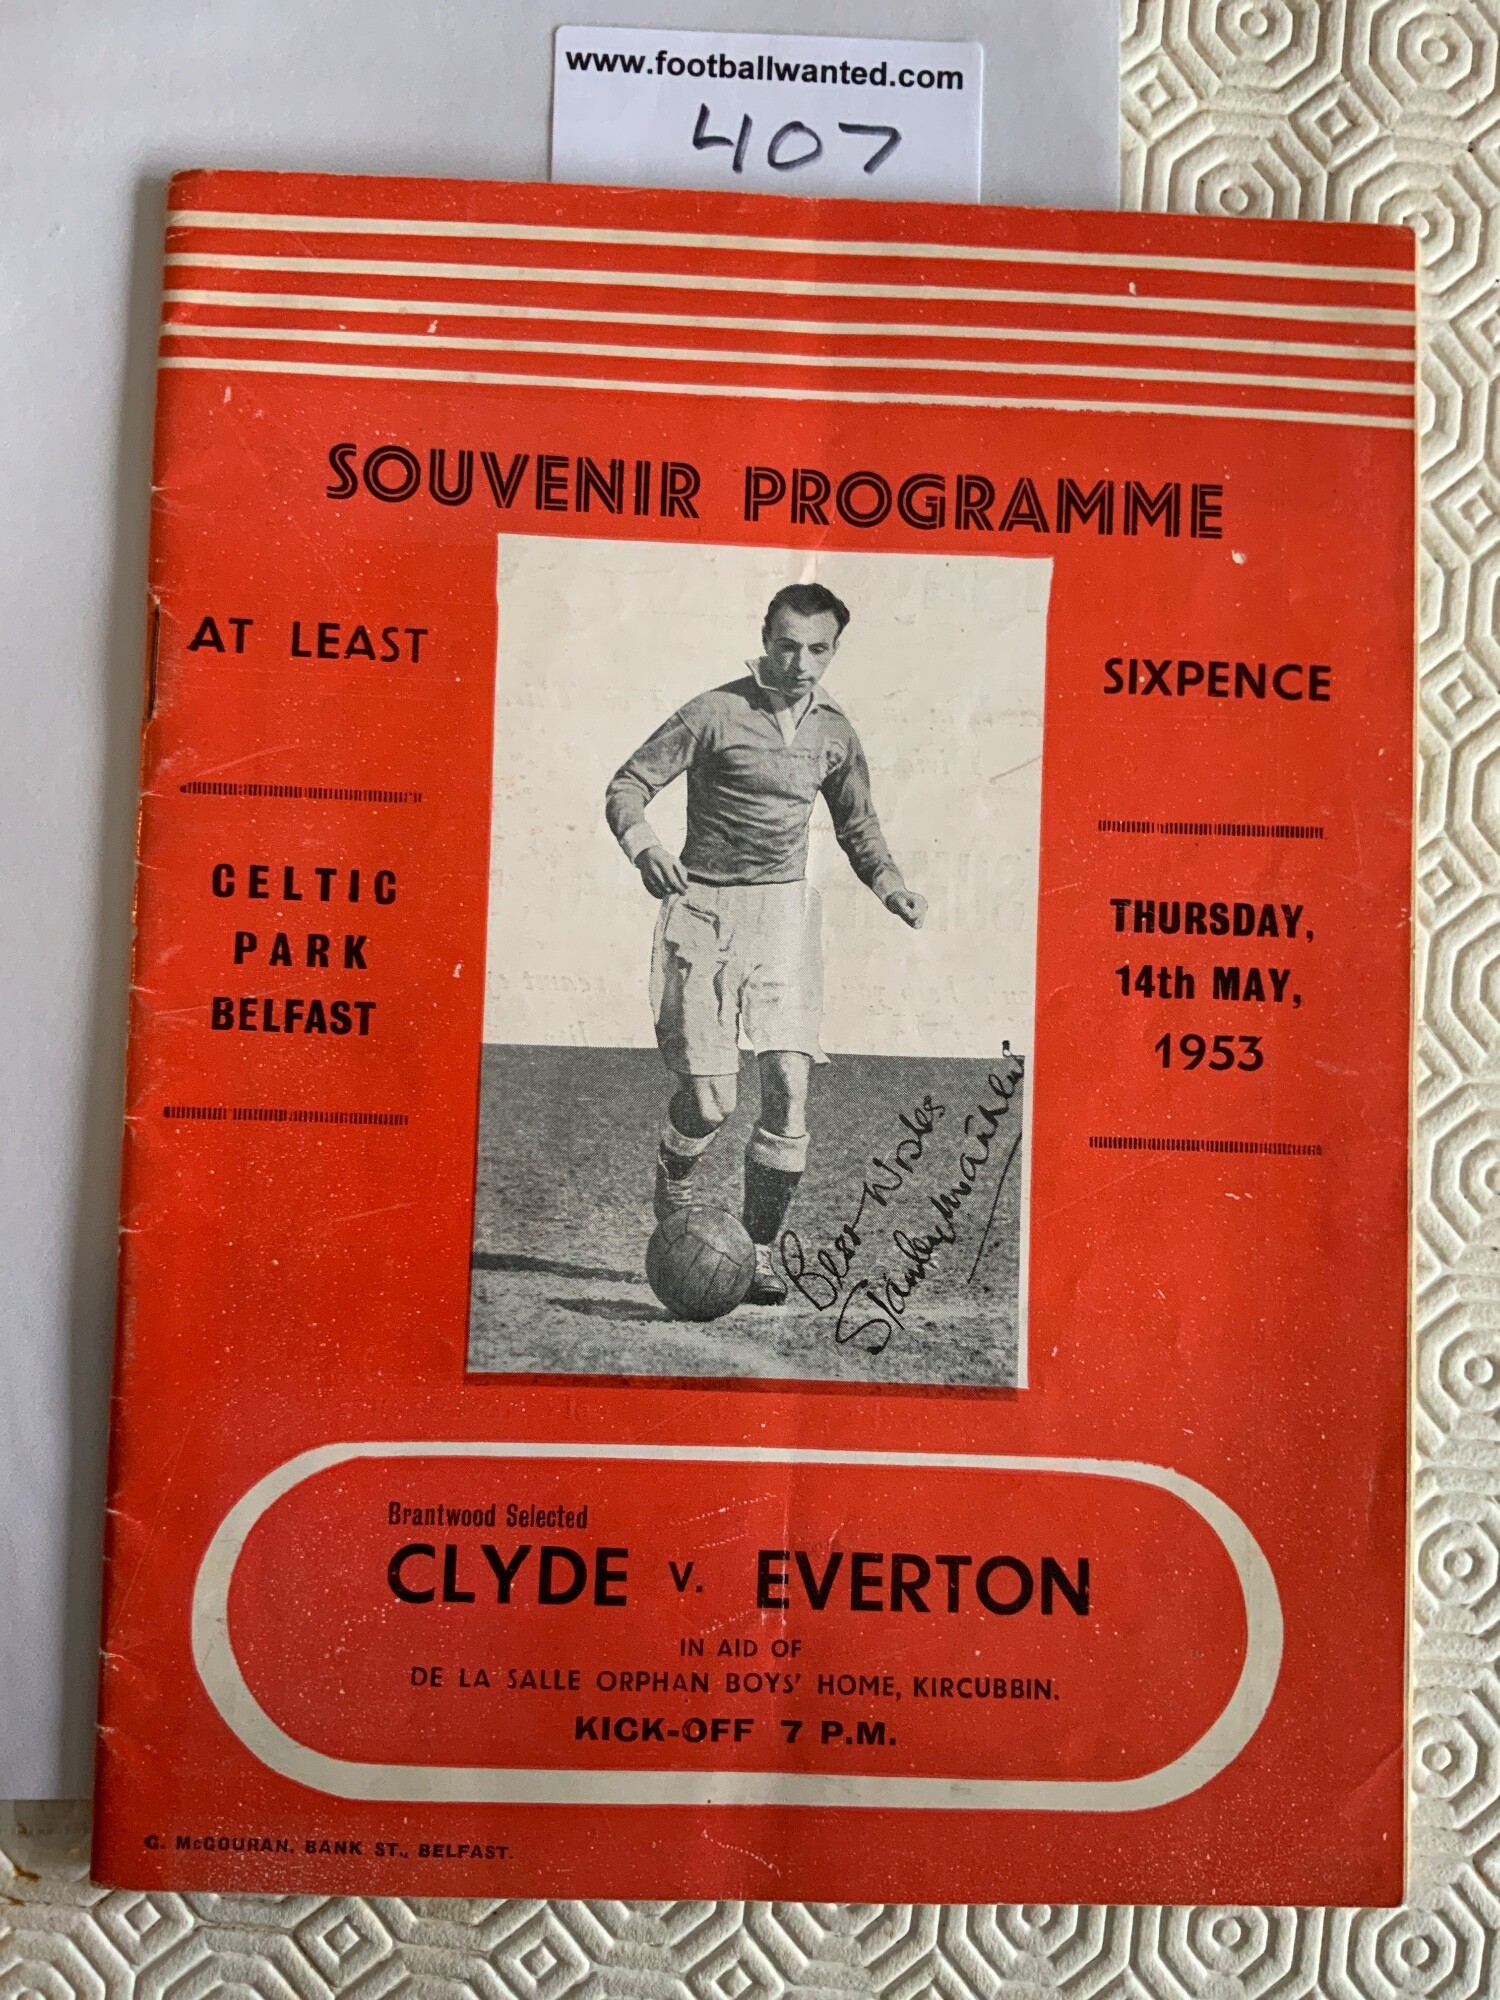 www.footballwanted.com
407
SOUVENIR PROGRAMME
AT LEAST
SIXPENCE
CELTIC
PARK
BELFAST
THURSDAY,
14th MAY,
1953
Best Wishes
Stanley Matthews
Brantwood Selected
CLYDE v. EVERTON
IN AID OF
DE LA SALLE ORPHAN BOYS' HOME, KIRCUBBIN.
KICK-OFF 7 P.M.
G. McGOURAN, BANK ST., BELFAST.